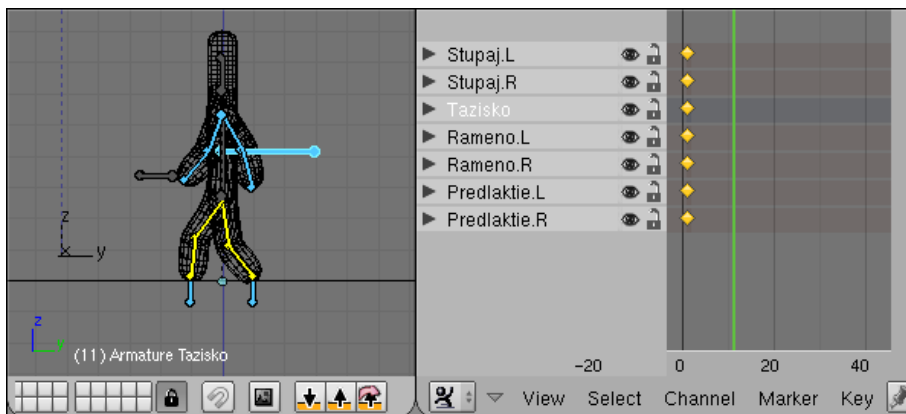 z
y
z
y
(11) Armature Tazisko
Stupaj.L
Stupaj.R
Tazisko
Rameno.L
Rameno.R
Predlaktie.L
Predlaktie.R
-20 0 20 40
View Select Channel Marker Key